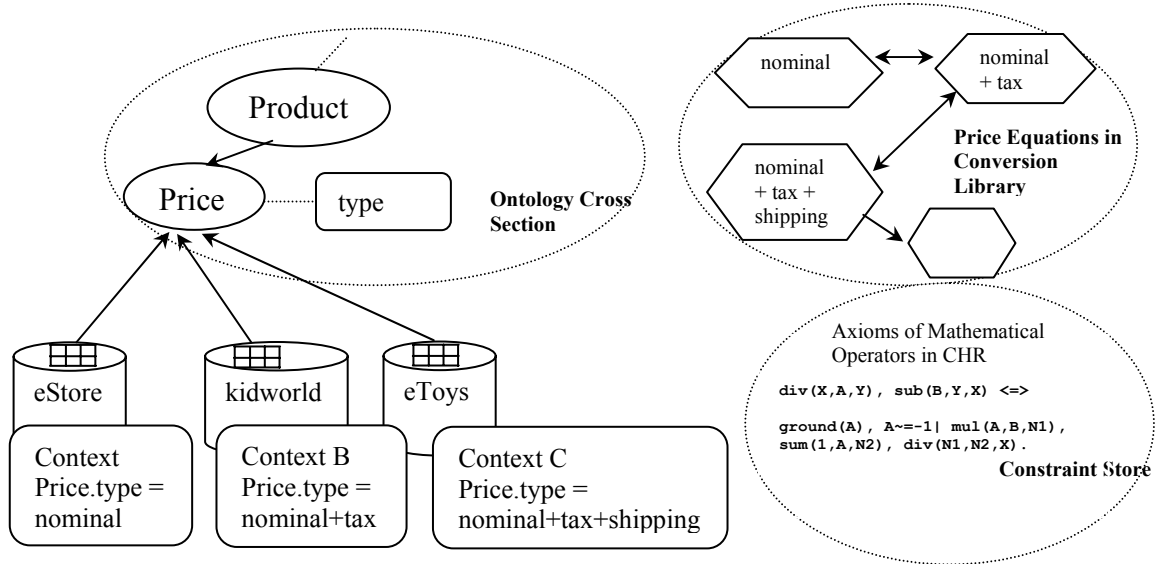 Product
Price
type
Ontology Cross
Section
eStore
kidworld
eToys
Context
Price.type =
nominal
Context B
Price.type =
nominal+tax
Context C
Price.type =
nominal+tax+shipping
nominal
nominal
+ tax
nominal
+ tax +
shipping
Price Equations in
Conversion
Library
Axioms of Mathematical
Operators in CHR
div(X,A,Y), sub(B,Y,X) <=>
ground(A), A~=-1| mul(A,B,N1),
sum(1,A,N2), div(N1,N2,X).
Constraint Store